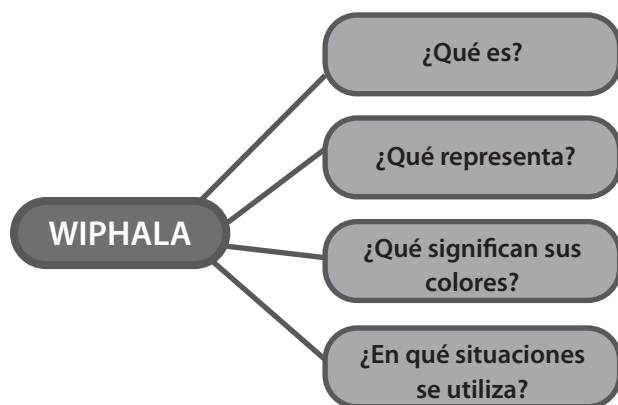 ¿Qué es?
¿Qué representa?
WIPHALA
¿Qué significan sus
colores?
¿En qué situaciones
se utiliza?